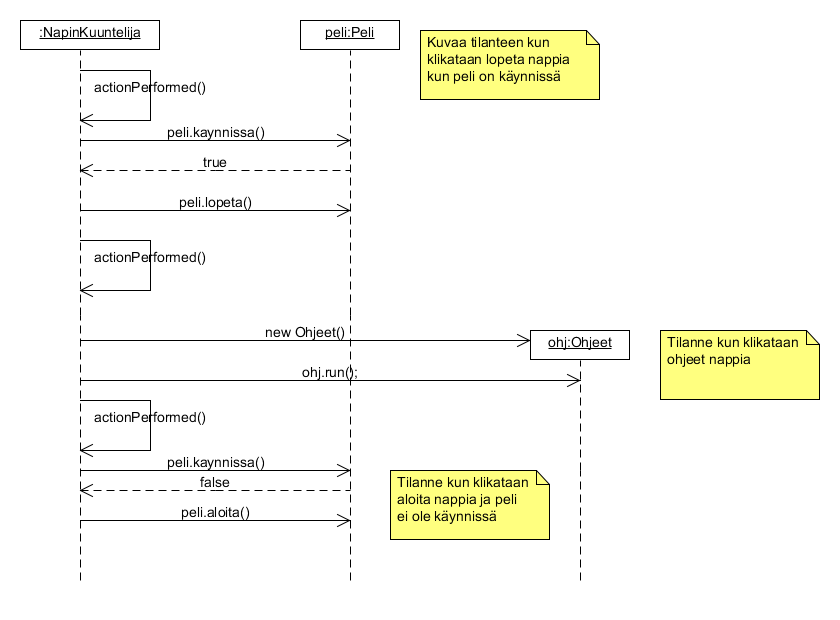 :NapinKuuntelija
peli:Peli
Kuvaa tilanteen kun
klikataan lopeta nappia
kun peli on käynnissä
actionPerformed()
peli.kaynnissa()
true
peli.lopeta()
actionPerformed()
new Ohjeet()
ohj:Ohjeet
Tilanne kun klikataan
ohjeet nappia
ohj.run();
actionPerformed()
peli.kaynnissa()
false
Tilanne kun klikataan
aloita nappia ja peli
ei ole käynnissä
peli.aloita()